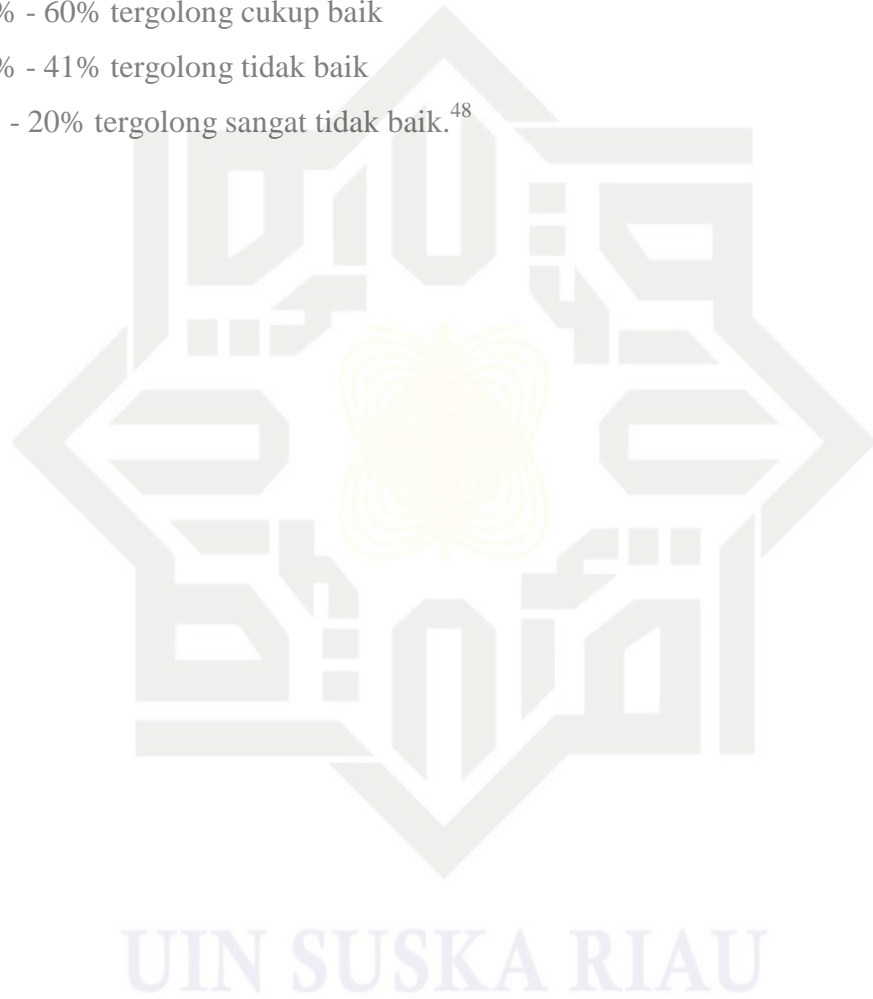 % - 60% tergolong cukup baik
% - 41% tergolong tidak baik
- 20% tergolong sangat tidak baik.48
UIN SUSKA RIAU